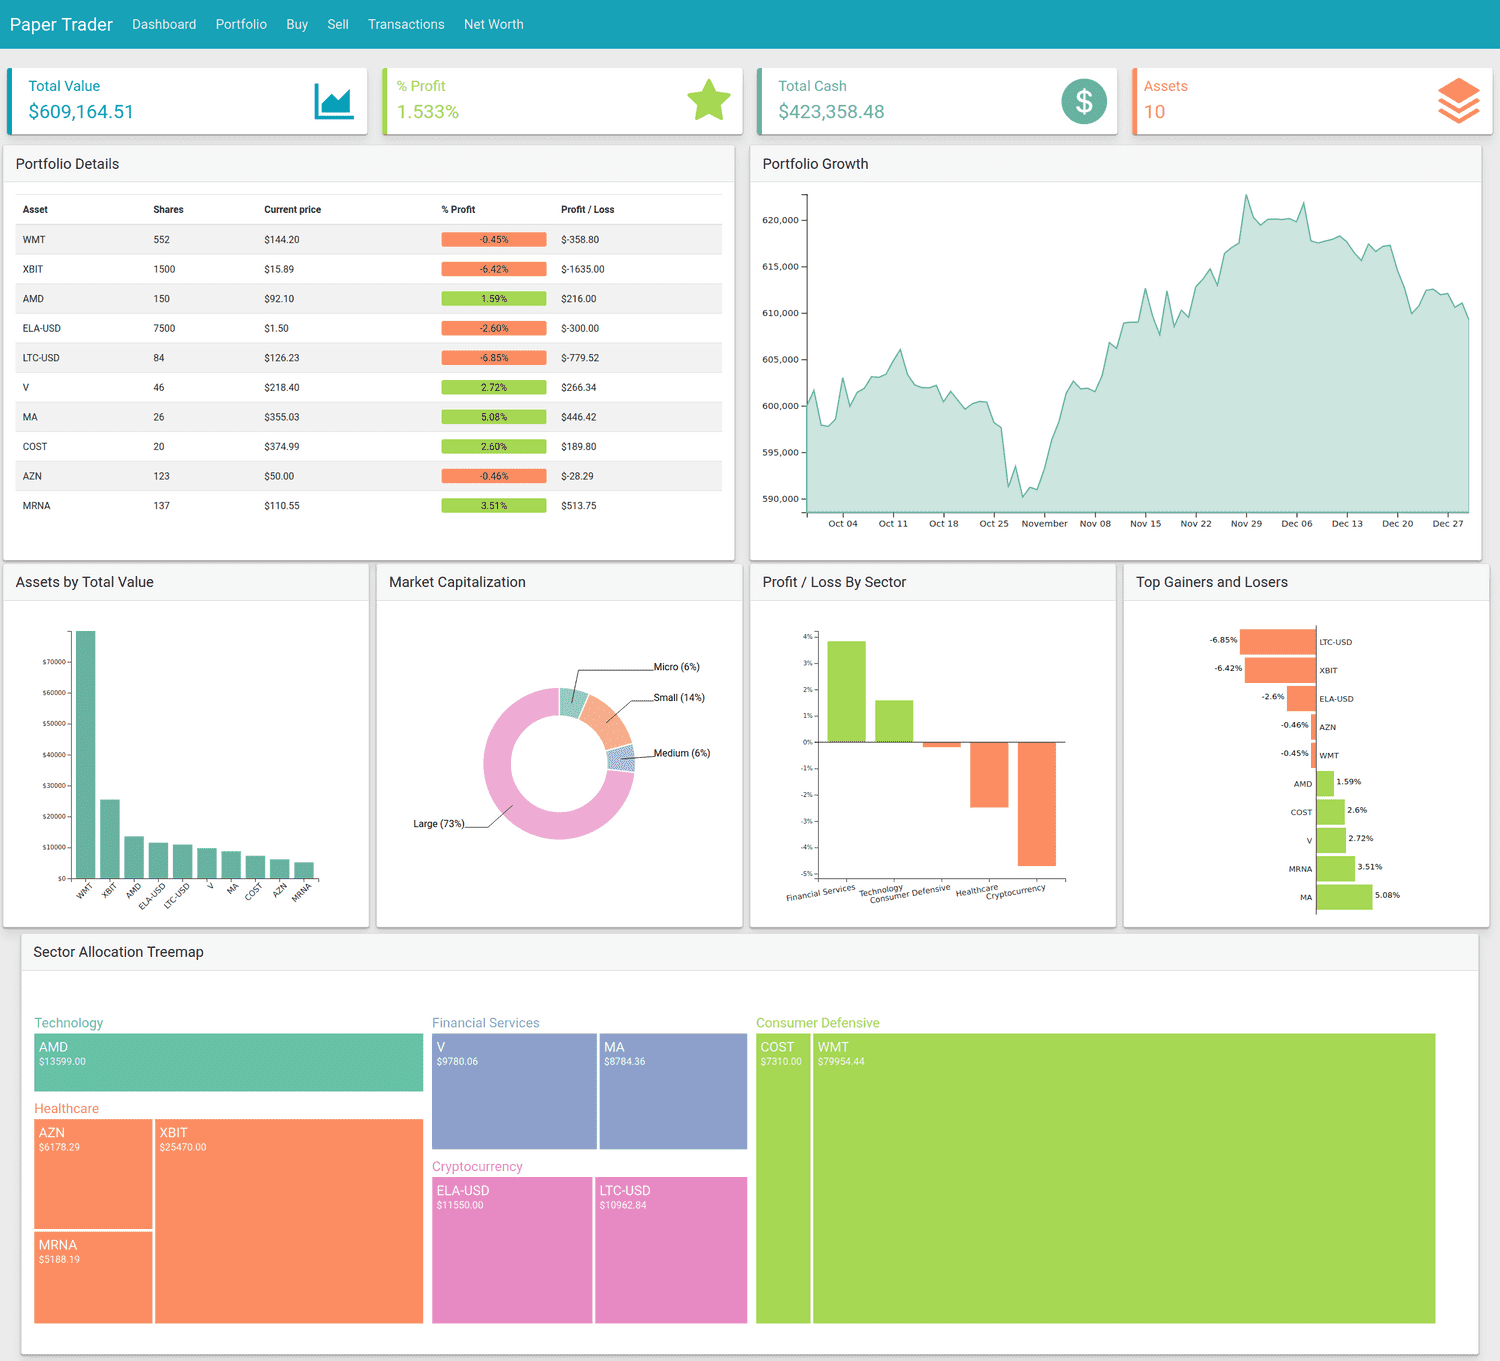 Paper Trader Dashboard Portfolio Buy Sell Transactions Net Worth
Total Value
$609,164.51
% Profit
1.533%
Total Cash
$423,358.48
Assets
10
Portfolio Details
Asset Shares Current price % Profit Profit / Loss
WMT 552 $144.20 -0.45% $-358.80
XBIT 1500 $15.89 -6.42% $-1635.00
AMD 150 $92.10 1.59% $216.00
ELA-USD 7500 $1.50 -2.60% $-300.00
LTC-USD 84 $126.23 -6.85% $-779.52
V 46 $218.40 2.72% $266.34
MA 26 $355.03 5.08% $446.42
COST 20 $374.99 2.60% $189.80
AZN 123 $50.00 -0.46% $-28.29
MRNA 137 $110.55 3.51% $513.75
Portfolio Growth
620,000
615,000
610,000
605,000
600,000
595,000
590,000
Oct 04 Oct 11 Oct 18 Oct 25 November Nov 08 Nov 15 Nov 22 Nov 29 Dec 06 Dec 13 Dec 20 Dec 27
Assets by Total Value
$70000
$60000
$50000
$40000
$30000
$20000
$10000
$0
WMT XBIT AMD ELA-USD LTC-USD V MA COST AZN MRNA
Market Capitalization
Micro (6%)
Small (14%)
Medium (6%)
Large (73%)
Profit / Loss By Sector
4%
3%
2%
1%
0%
-1%
-2%
-3%
-4%
-5%
Financial Services Technology Consumer Defensive Healthcare Cryptocurrency
Top Gainers and Losers
-6.85% LTC-USD
-6.42% XBIT
-2.6% ELA-USD
-0.46% AZN
-0.45% WMT
AMD 1.59%
COST 2.6%
V 2.72%
MRNA 3.51%
MA 5.08%
Sector Allocation Treemap
Technology
AMD
$13599.00
Healthcare
AZN
$6178.29
XBIT
$25470.00
MRNA
$5188.19
Financial Services
V
$9780.06
MA
$8784.36
Cryptocurrency
ELA-USD
$11550.00
LTC-USD
$10962.84
Consumer Defensive
COST
$7310.00
WMT
$79954.44